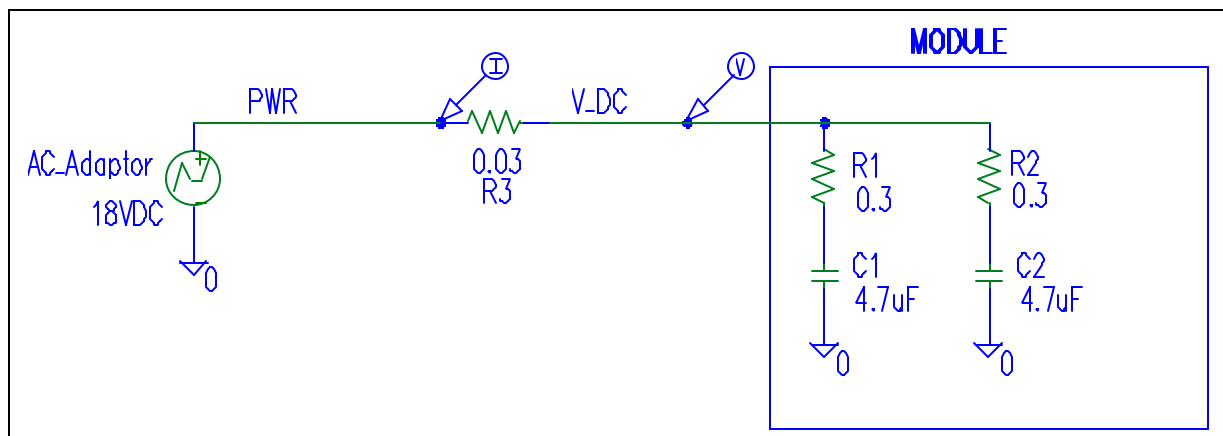 MODULE
I
V
PWR
V_DC
AC_Adaptor
18VDC
+
-
0.03
R3
R1
0.3
R2
0.3
C1
4.7uF
C2
4.7uF
0
0
0